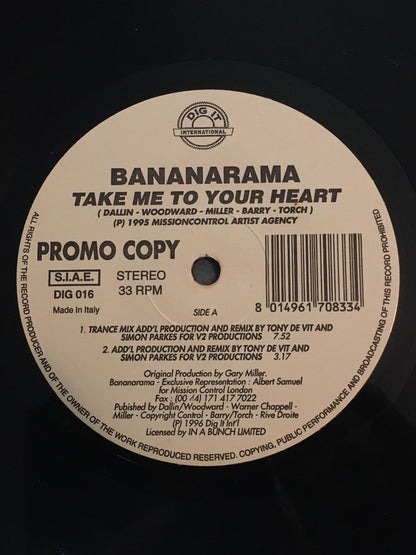 DIG IT
INTERNATIONAL
BANANARAMA
TAKE ME TO YOUR HEART
( DALLIN - WOODWARD - MILLER - BARRY - TORCH )
(P) 1995 MISSIONCONTROL ARTIST AGENCY
PROMO COPY
S.I.A.E.
STEREO
DIG 016
33 RPM
Made in Italy
SIDE A
8 014961 708334
1. TRANCE MIX ADD'L PRODUCTION AND REMIX BY TONY DE VIT AND
SIMON PARKES FOR V2 PRODUCTIONS 7.52
2. ADD'L PRODUCTION AND REMIX BY TONY DE VIT AND
SIMON PARKES FOR V2 PRODUCTIONS 3.17
Original Production by Gary Miller.
Bananarama - Exclusive Representation : Albert Samuel
for Mission Control London
Fax : (00 44) 171 417 7022
Pubished by Dallin/Woodward - Warner Chappell -
Miller - Copyright Control - Barry/Torch - Rive Droite
(P) 1996 Dig It Int'l
Licensed by IN A BUNCH LIMITED
ALL RIGHTS OF THE RECORD PRODUCER AND OF THE OWNER OF THE WORK REPRODUCED RESERVED. COPYING, PUBLIC PERFORMANCE AND BROADCASTING OF THIS RECORD PROHIBITED